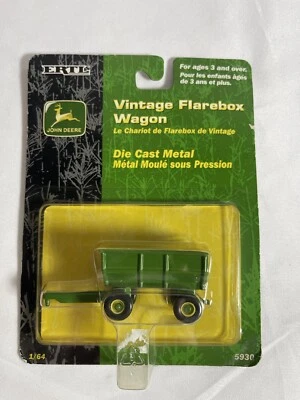 ERTL
For ages 3 and over.
Pour les enfants âgés
de 3 ans et plus.
JOHN DEERE
Vintage Flarebox
Wagon
Le Chariot de Flarebox de Vintage
Die Cast Metal
Métal Moulé sous Pression
1/64
5930